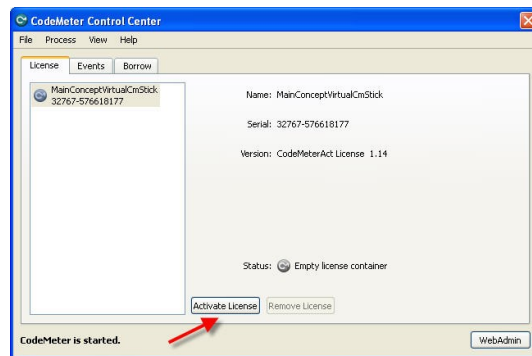 CodeMeter Control Center
File Process View Help
License Events Borrow
MainConceptVirtualCmStick
32767-576618177
Name: MainConceptVirtualCmStick
Serial: 32767-576618177
Version: CodeMeterAct License 1.14
Status: Empty license container
Activate License Remove License
CodeMeter is started. WebAdmin